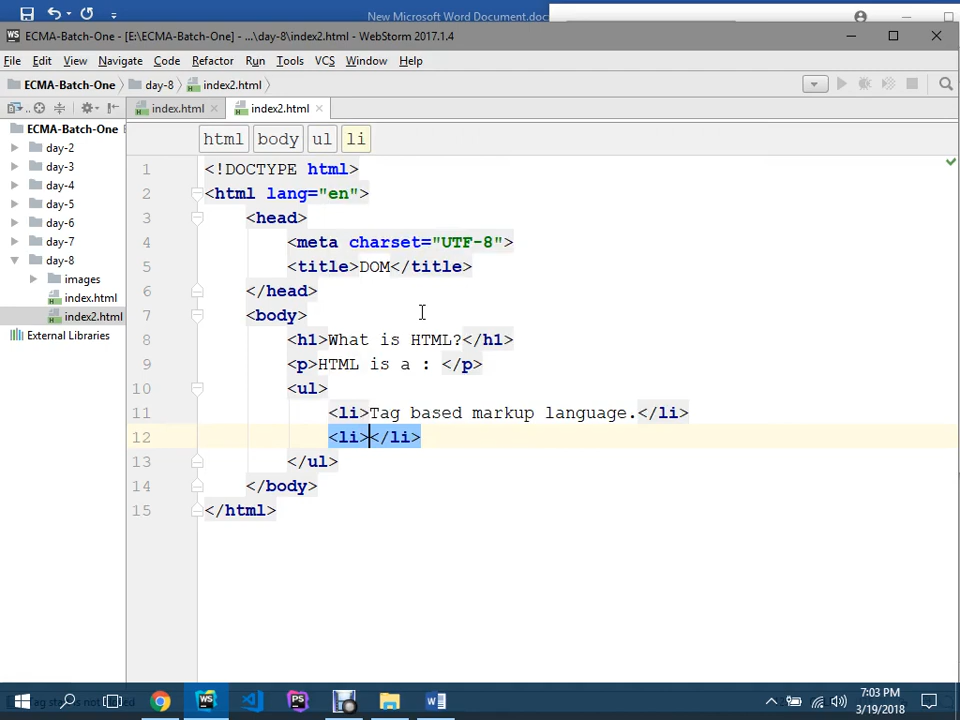 New Microsoft Word Document.doc
ECMA-Batch-One - [E:\ECMA-Batch-One] - ...\day-8\index2.html - WebStorm 2017.1.4
File Edit View Navigate Code Refactor Run Tools VCS Window Help
ECMA-Batch-One day-8 index2.html
index.html index2.html
ECMA-Batch-One
day-2
day-3
day-4
day-5
day-6
day-7
day-8
images
index.html
index2.html
External Libraries
html body ul li
1 <!DOCTYPE html>
2 <html lang="en">
3 <head>
4 <meta charset="UTF-8">
5 <title>DOM</title>
6 </head>
7 <body>
8 <h1>What is HTML?</h1>
9 <p>HTML is a : </p>
10 <ul>
11 <li>Tag based markup language.</li>
12 <li></li>
13 </ul>
14 </body>
15 </html>
7:03 PM
3/19/2018